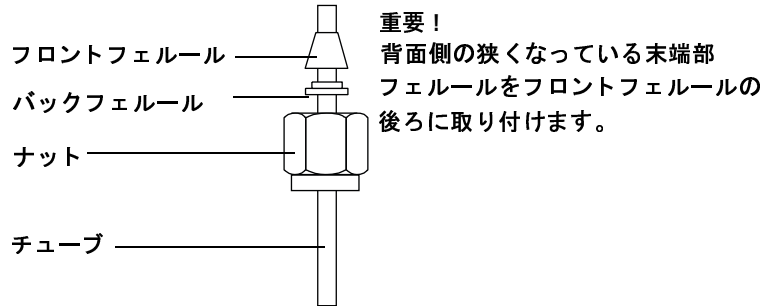 重要！
背面側の狭くなっている末端部
フェルールをフロントフェルールの
後ろに取り付けます。
フロントフェルール
バックフェルール
ナット
チューブ